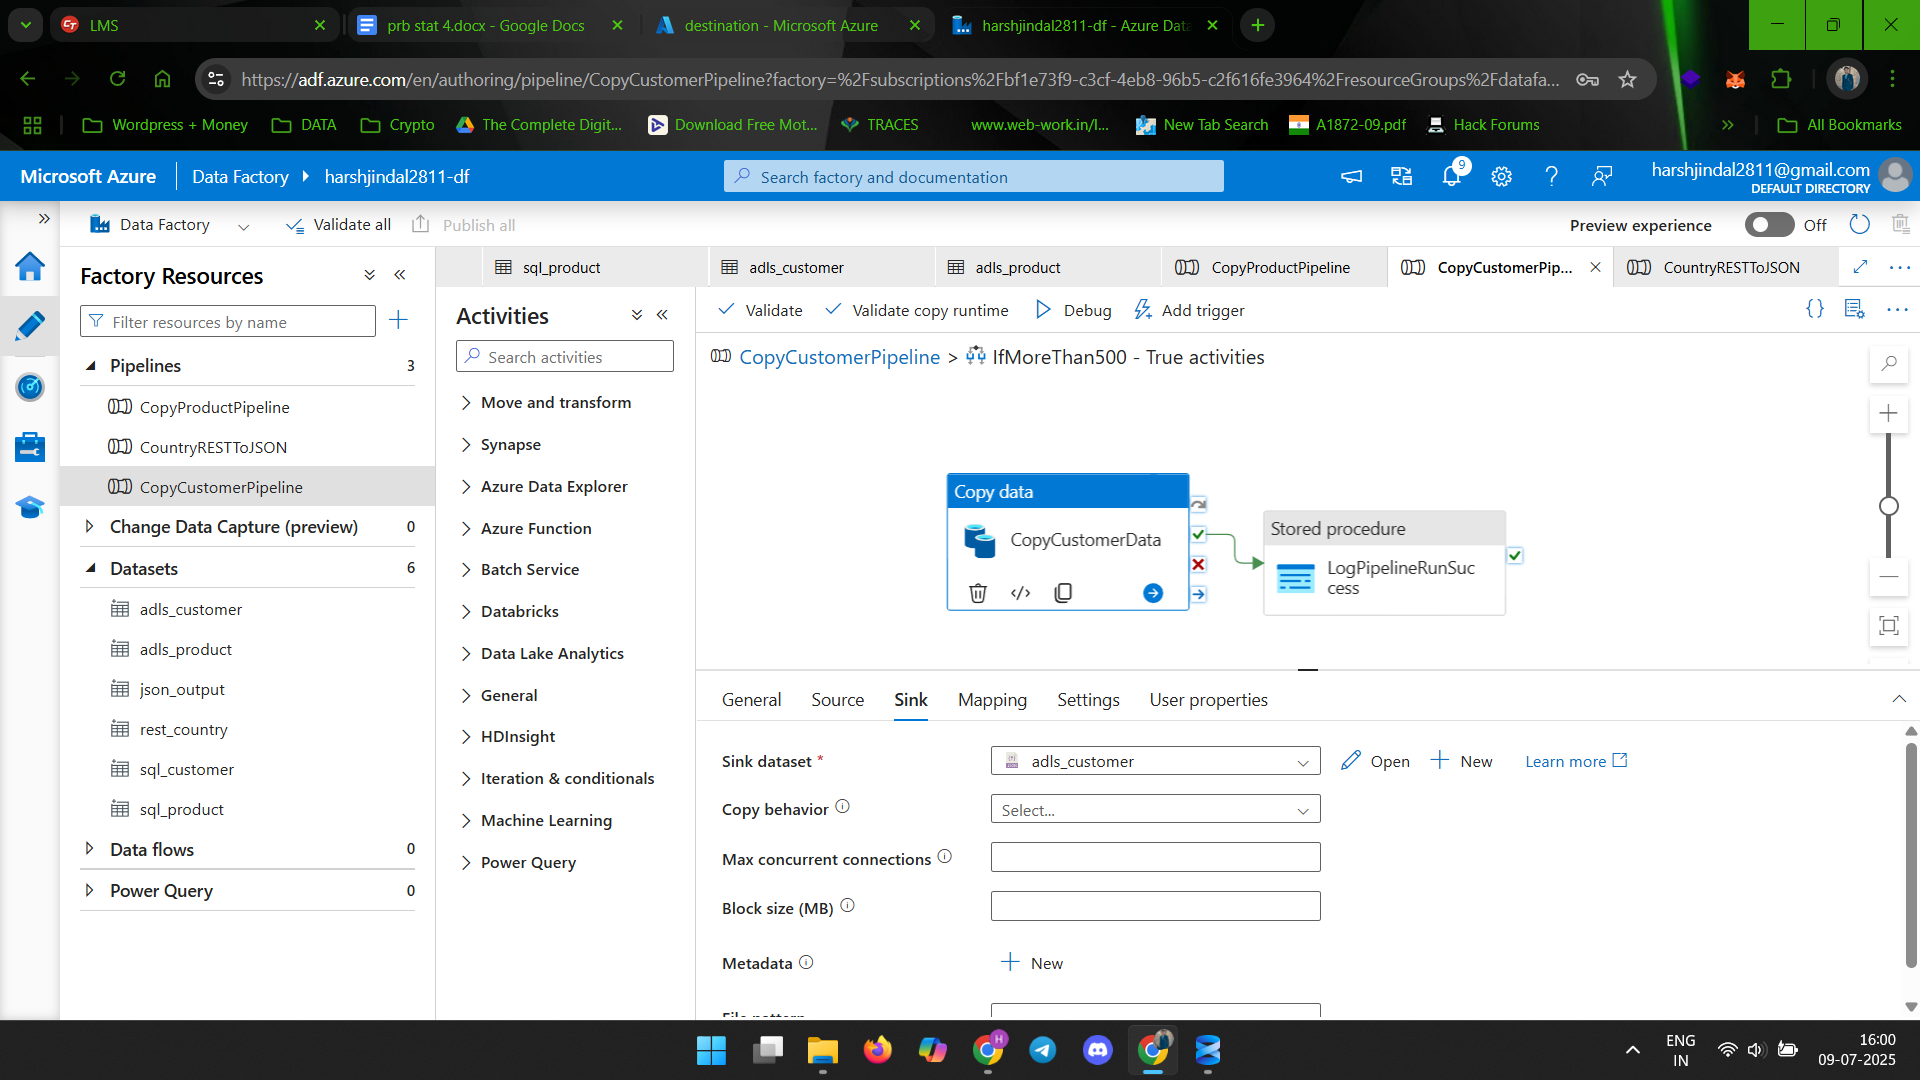 LMS
prb stat 4.docx - Google Docs
destination - Microsoft Azure
harshjindal2811-df - Azure Data
https://adf.azure.com/en/authoring/pipeline/CopyCustomerPipeline?factory=%2Fsubscriptions%2Fbf1e73f9-c3cf-4eb8-96b5-c2f616fe3964%2FresourceGroups%2Fdatafa...
Wordpress + Money
DATA
Crypto
The Complete Digit...
Download Free Mot...
TRACES
www.web-work.in/l...
New Tab Search
A1872-09.pdf
Hack Forums
All Bookmarks
Microsoft Azure
Data Factory
harshjindal2811-df
Search factory and documentation
9
harshjindal2811@gmail.com
DEFAULT DIRECTORY
Data Factory
Validate all
Publish all
Preview experience
Off
Factory Resources
Filter resources by name
Pipelines 3
CopyProductPipeline
CountryRESTToJSON
CopyCustomerPipeline
Change Data Capture (preview) 0
Datasets 6
adls_customer
adls_product
json_output
rest_country
sql_customer
sql_product
Data flows 0
Power Query 0
sql_product
adls_customer
adls_product
CopyProductPipeline
CopyCustomerPip...
CountryRESTToJSON
Activities
Search activities
Move and transform
Synapse
Azure Data Explorer
Azure Function
Batch Service
Databricks
Data Lake Analytics
General
HDInsight
Iteration & conditionals
Machine Learning
Power Query
Validate
Validate copy runtime
Debug
Add trigger
CopyCustomerPipeline > IfMoreThan500 - True activities
Copy data
CopyCustomerData
Stored procedure
LogPipelineRunSuc
cess
General
Source
Sink
Mapping
Settings
User properties
Sink dataset *
adls_customer
Open
New
Learn more
Copy behavior
Select...
Max concurrent connections
Block size (MB)
Metadata
New
File pattern
H
ENG
IN
16:00
09-07-2025